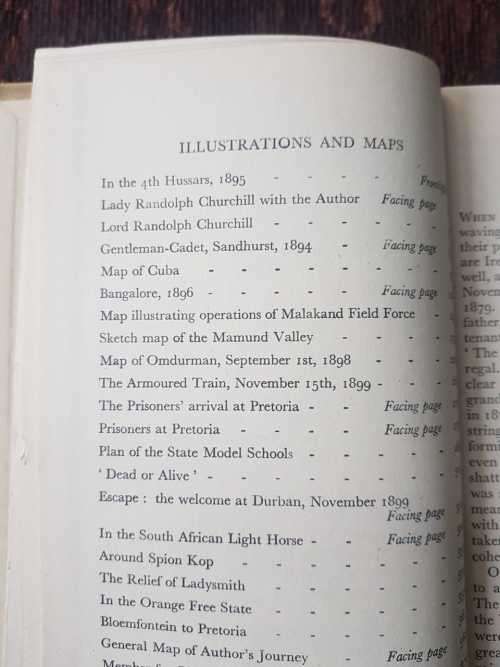 ILLUSTRATIONS AND MAPS
In the 4th Hussars, 1895 - - - -
Lady Randolph Churchill with the Author Facing page
Lord Randolph Churchill - - - - -
Gentleman-Cadet, Sandhurst, 1894 - Facing page
Map of Cuba - - - - - - -
Bangalore, 1896 - - - - Facing page
Map illustrating operations of Malakand Field Force -
Sketch map of the Mamund Valley - - - -
Map of Omdurman, September 1st, 1898 - - -
The Armoured Train, November 15th, 1899 - - -
The Prisoners' arrival at Pretoria - - Facing page
Prisoners at Pretoria - - - - Facing page
Plan of the State Model Schools - - - - -
' Dead or Alive ' - - - - - - -
Escape : the welcome at Durban, November 1899
Facing page
In the South African Light Horse - - Facing page
Around Spion Kop - - - - - -
The Relief of Ladysmith - - - - - -
In the Orange Free State - - - - -
Bloemfontein to Pretoria - - - - -
General Map of Author's Journey - Facing page
WHEN
waving
their p
are Ire
well, a
Novem
1879.
father
tenant
' The
regal.
clear
grand
in 18
string
formi
even
shatt
was
mean
with
taken
cohe
O
to a
The
the
were
grea